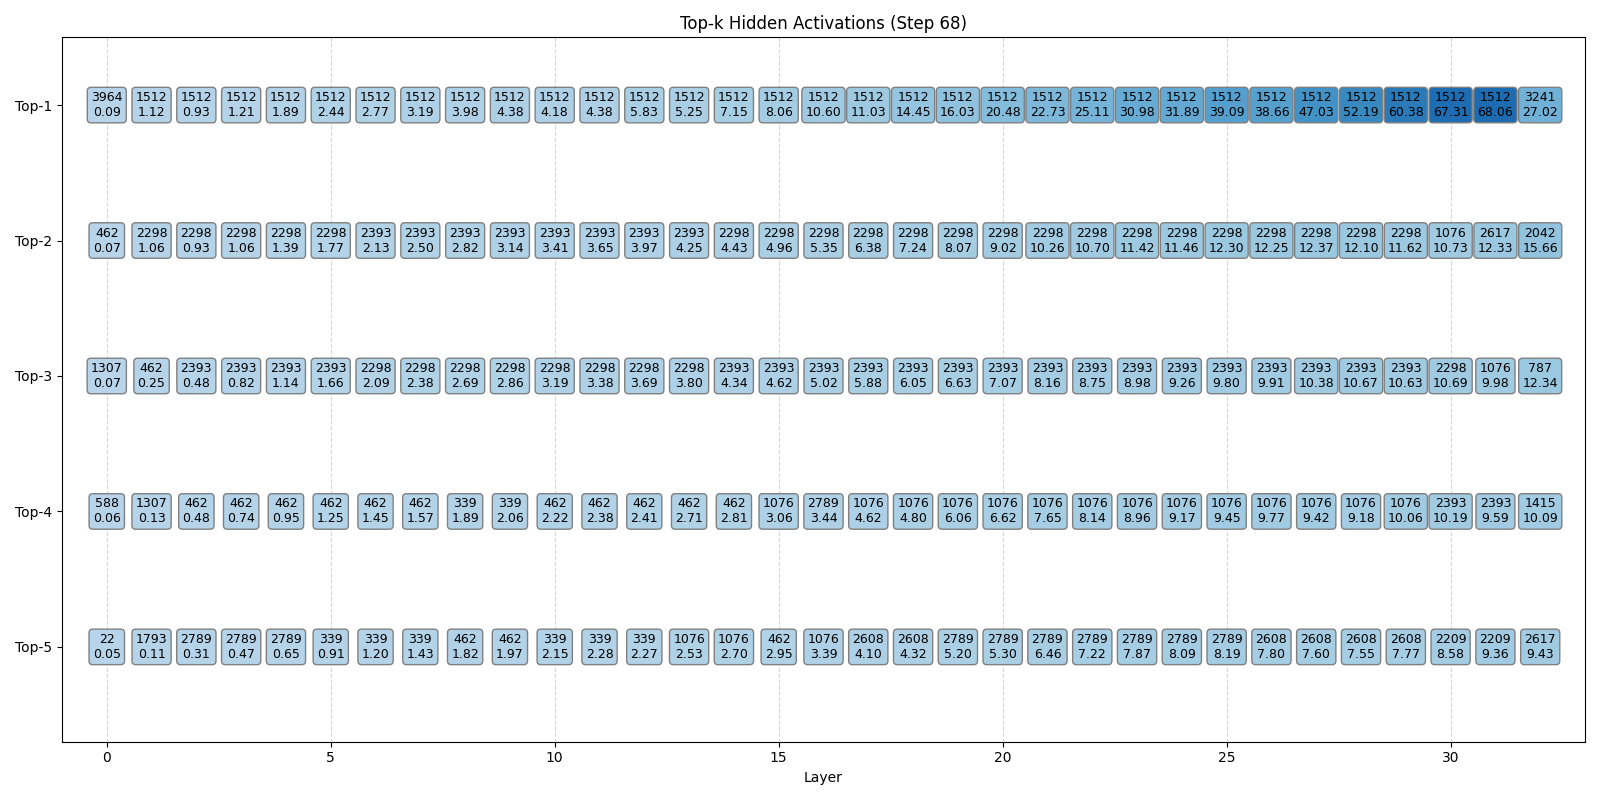 Top-k Hidden Activations (Step 68)
Top-1
3964 1512 1512 1512 1512 1512 1512 1512 1512 1512 1512 1512 1512 1512 1512 1512 1512 1512 1512 1512 1512 1512 1512 1512 1512 1512 1512 1512 1512 1512 1512 1512 3241
0.09 1.12 0.93 1.21 1.89 2.44 2.77 3.19 3.98 4.38 4.18 5.83 5.25 7.15 8.06 10.60 11.03 14.45 16.03 20.48 22.73 25.11 30.98 31.89 39.09 38.66 47.03 52.19 60.38 67.31 68.06 27.02
Top-2
462 2298 2298 2298 2298 2298 2393 2393 2393 2393 2393 2393 2393 2393 2298 2298 2298 2298 2298 2298 2298 2298 2298 2298 2298 2298 2298 2298 2298 2298 1076 2617 2042
0.07 1.06 0.93 1.06 1.39 1.77 2.13 2.50 2.82 3.14 3.41 3.65 3.97 4.25 4.43 4.96 5.35 6.38 7.24 8.07 9.02 10.26 10.70 11.42 11.46 12.30 12.25 12.37 12.10 11.62 10.73 12.33 15.66
Top-3
1307 462 2393 2393 2393 2393 2298 2298 2298 2298 2298 2298 2298 2298 2393 2393 2393 2393 2393 2393 2393 2393 2393 2393 2393 2393 2393 2393 2393 2393 2298 1076 787
0.07 0.25 0.48 0.82 1.14 1.66 2.09 2.38 2.69 2.86 3.19 3.38 3.69 3.80 4.34 4.62 5.02 5.88 6.05 6.63 7.07 8.16 8.75 8.98 9.26 9.80 9.91 10.38 10.67 10.63 10.69 9.98 12.34
Top-4
588 1307 462 462 462 462 462 462 339 339 462 462 462 462 462 1076 2789 1076 1076 1076 1076 1076 1076 1076 1076 1076 1076 1076 1076 1076 2393 2393 1415
0.06 0.13 0.48 0.74 0.95 1.25 1.45 1.57 1.89 2.06 2.22 2.38 2.41 2.71 2.81 3.06 3.44 4.62 4.80 6.06 6.62 7.65 8.14 8.96 9.17 9.45 9.77 9.42 9.18 10.06 10.19 9.59 10.09
Top-5
22 1793 2789 2789 2789 339 339 339 462 462 339 339 339 1076 1076 462 1076 2608 2608 2789 2789 2789 2789 2789 2789 2789 2608 2608 2608 2608 2209 2209 2617
0.05 0.11 0.31 0.47 0.65 0.91 1.20 1.43 1.82 1.97 2.15 2.28 2.27 2.53 2.70 2.95 3.39 4.10 4.32 5.20 5.30 6.46 7.22 7.87 8.09 8.19 7.80 7.60 7.55 7.77 8.58 9.36 9.43
0 5 10 15 20 25 30
Layer